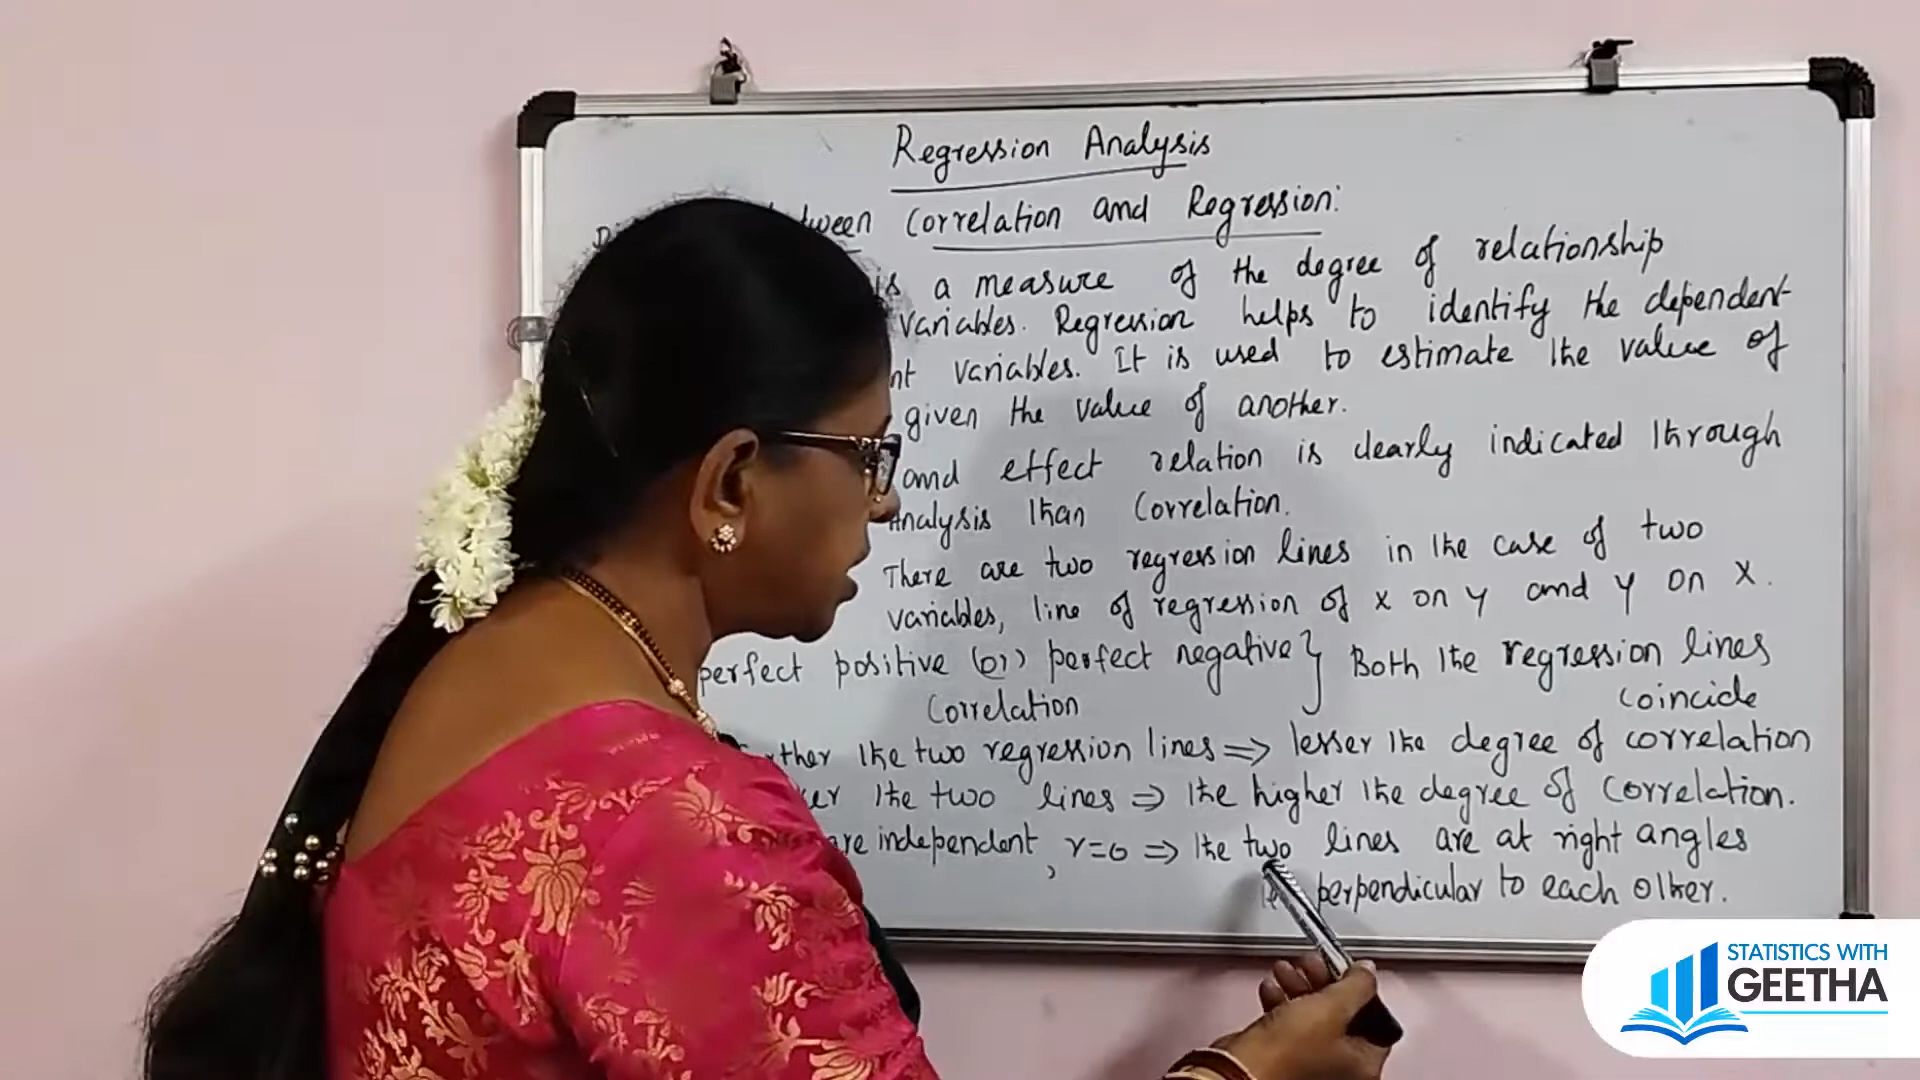 Regression Analysis
Correlation and Regression:
is a measure of the degree of relationship
variables. Regression helps to identify the dependent
nt variables. It is used to estimate the value of
given the value of another.
and effect relation is clearly indicated through
Analysis than Correlation.
There are two regression lines in the case of two
variables, line of regression of x on y and y on x.
perfect positive (or) perfect negative } Both the regression lines
Correlation coincide
the two regression lines ⇒ lesser the degree of correlation
the two lines ⇒ the higher the degree of correlation.
are independent, r=0 ⇒ the two lines are at right angles
perpendicular to each other.
STATISTICS WITH
GEETHA